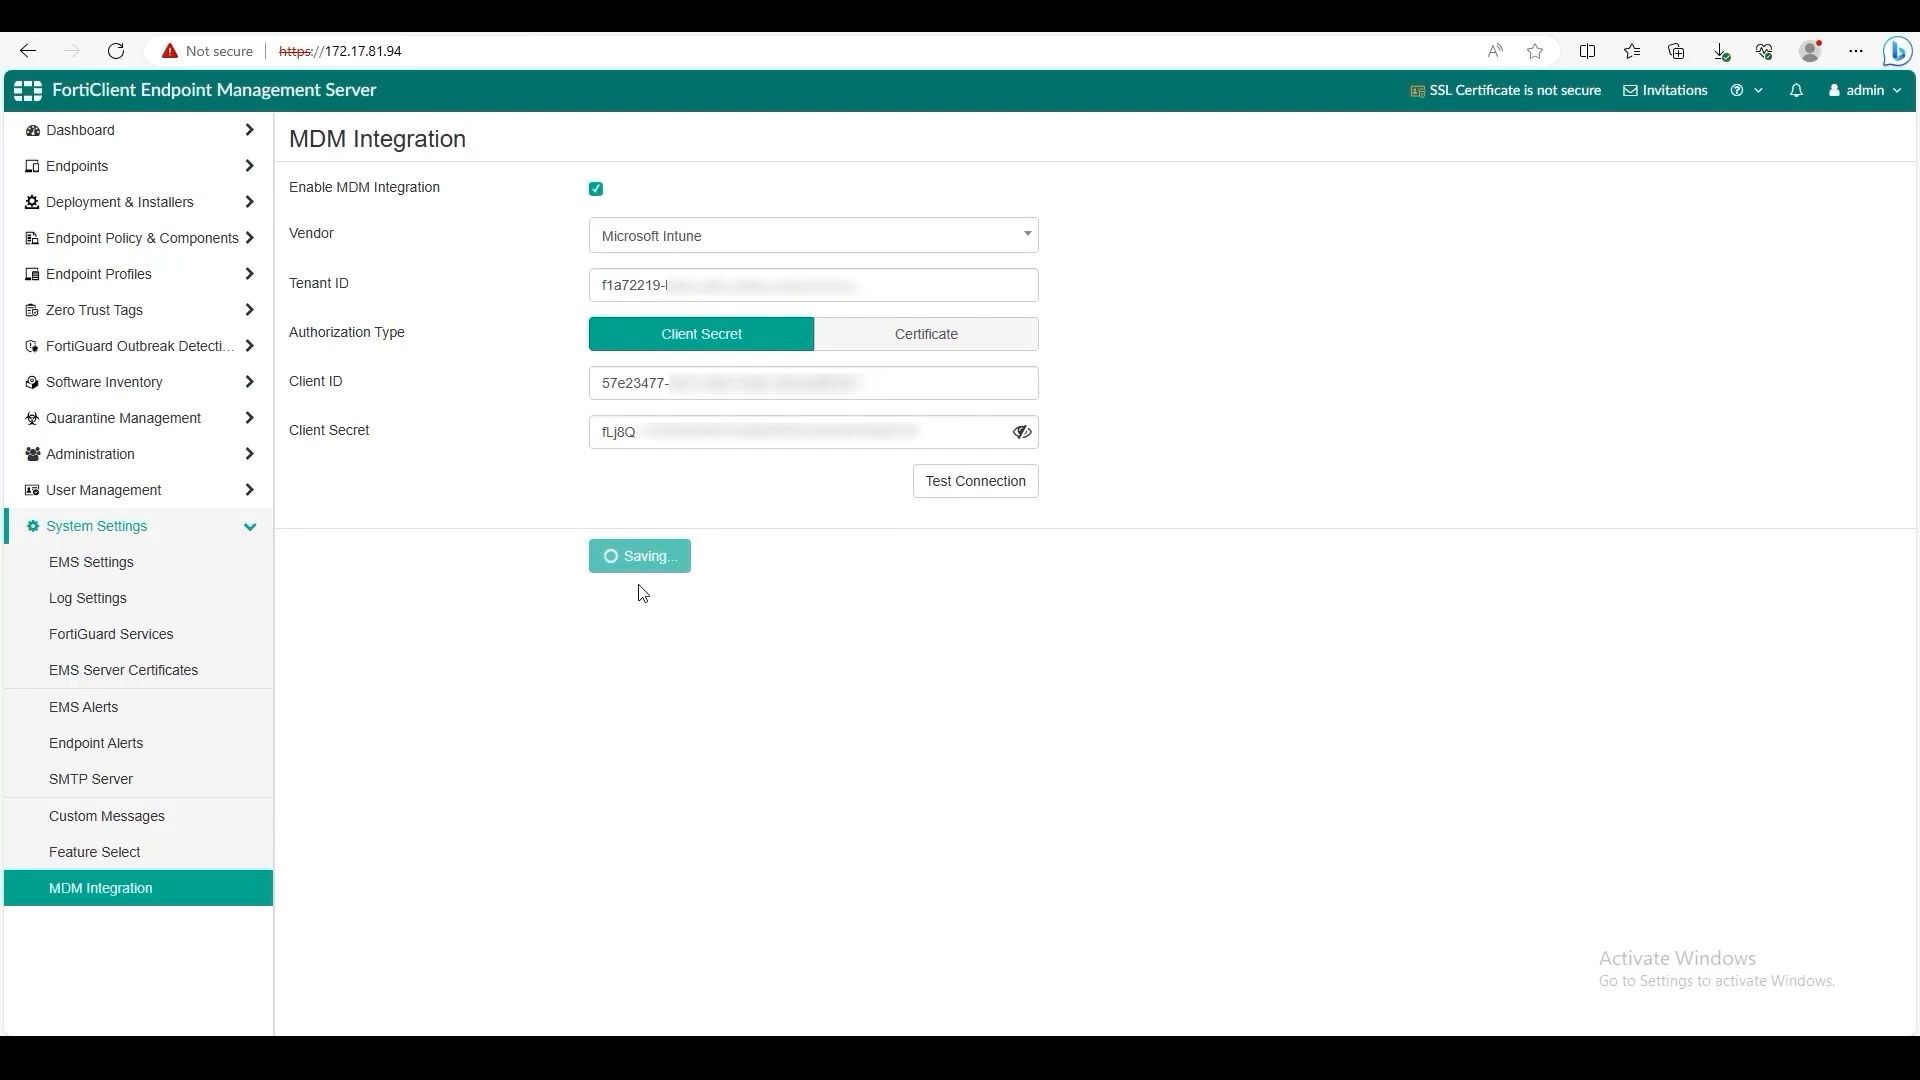 Not secure https://172.17.81.94
FortiClient Endpoint Management Server
SSL Certificate is not secure
Invitations
admin
Dashboard
Endpoints
Deployment & Installers
Endpoint Policy & Components
Endpoint Profiles
Zero Trust Tags
FortiGuard Outbreak Detecti...
Software Inventory
Quarantine Management
Administration
User Management
System Settings
EMS Settings
Log Settings
FortiGuard Services
EMS Server Certificates
EMS Alerts
Endpoint Alerts
SMTP Server
Custom Messages
Feature Select
MDM Integration
MDM Integration
Enable MDM Integration
Vendor
Microsoft Intune
Tenant ID
f1a72219-
Authorization Type
Client Secret
Certificate
Client ID
57e23477-
Client Secret
fLj8Q
Test Connection
Saving...
Activate Windows
Go to Settings to activate Windows.